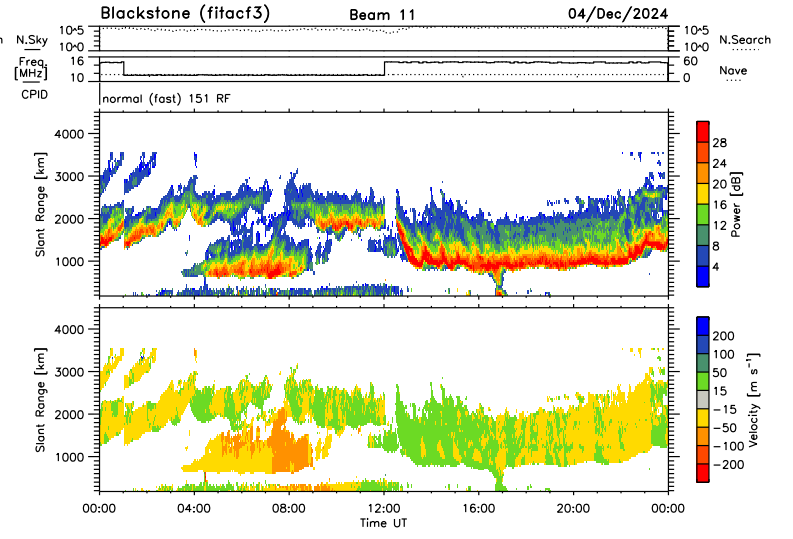 Blackstone (fitacf3) Beam 11 04/Dec/2024
N.Sky 10^5 10^5 N.Search
10^0 10^0
Freq. [MHz] 16 60 Nave
10 0
CPID normal (fast) 151 RF
Slant Range [km]
4000
3000
2000
1000
28
24
20
16
12
8
4
Power [dB]
Slant Range [km]
4000
3000
2000
1000
200
100
50
15
−15
−50
−100
−200
Velocity [m s⁻¹]
00:00 04:00 08:00 12:00 16:00 20:00 00:00
Time UT